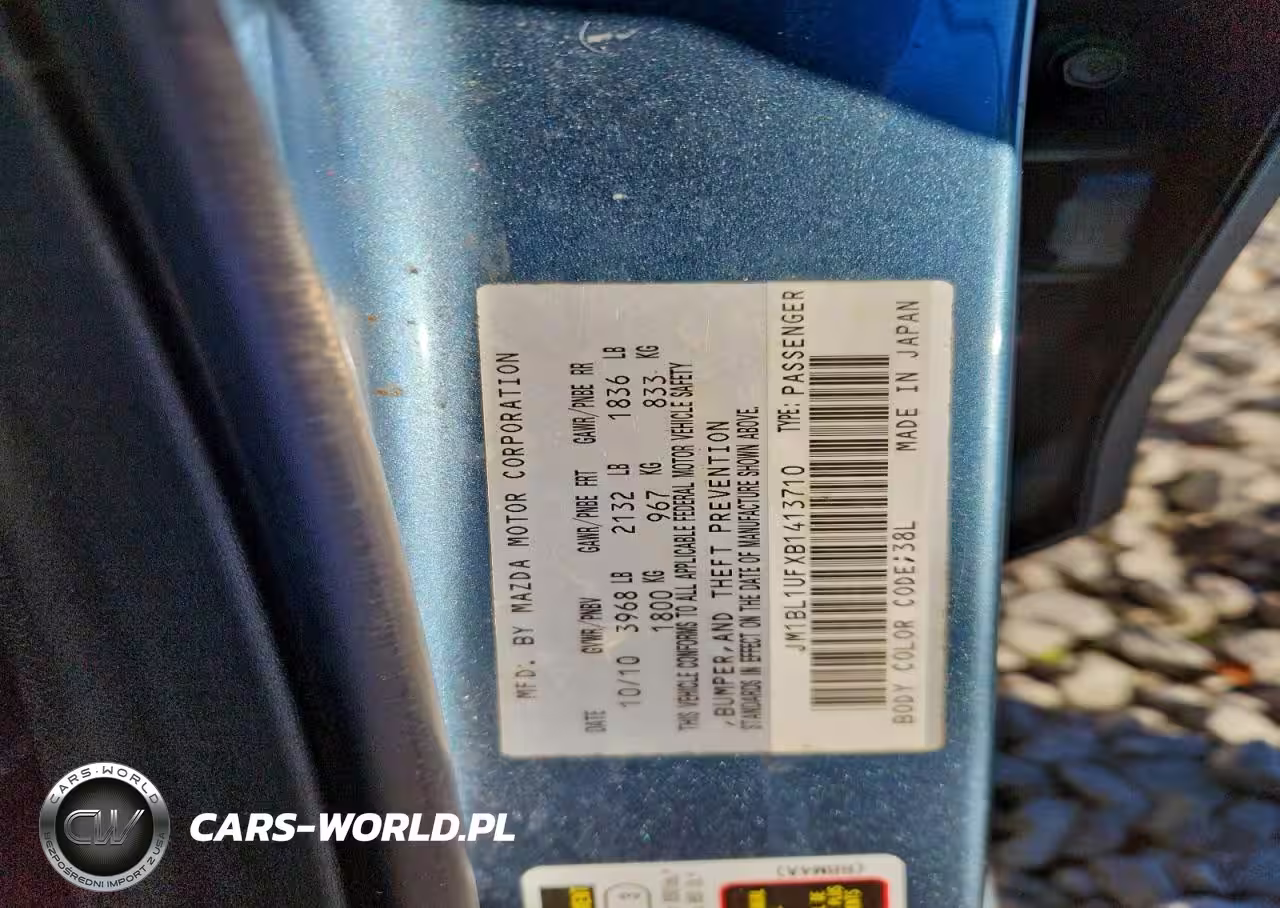 MFD. BY MAZDA MOTOR CORPORATION
DATE GVWR/PNBV GAWR/PNBE FRT GAWR/PNBE RR
10/10 3968 LB 2132 LB 1836 LB
1800 KG 967 KG 833 KG
THIS VEHICLE CONFORMS TO ALL APPLICABLE FEDERAL MOTOR VEHICLE SAFETY
,BUMPER,AND THEFT PREVENTION
STANDARDS IN EFFECT ON THE DATE OF MANUFACTURE SHOWN ABOVE.
JM1BL1UFXB1413710 TYPE: PASSENGER
BODY COLOR CODE;38L MADE IN JAPAN
CARS-WORLD
CW
BEZPOŚREDNI IMPORT Z USA
CARS-WORLD.PL